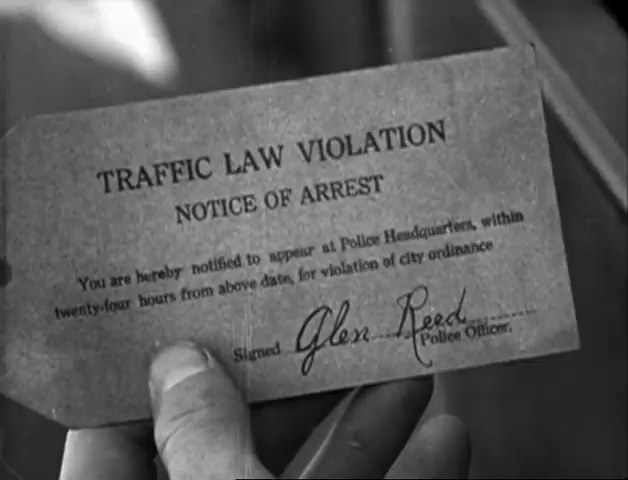 TRAFFIC LAW VIOLATION
NOTICE OF ARREST
You are hereby notified to appear at Police Headquarters, within
twenty-four hours from above date, for violation of city ordinance
Signed Glen Reed
Police Officer.